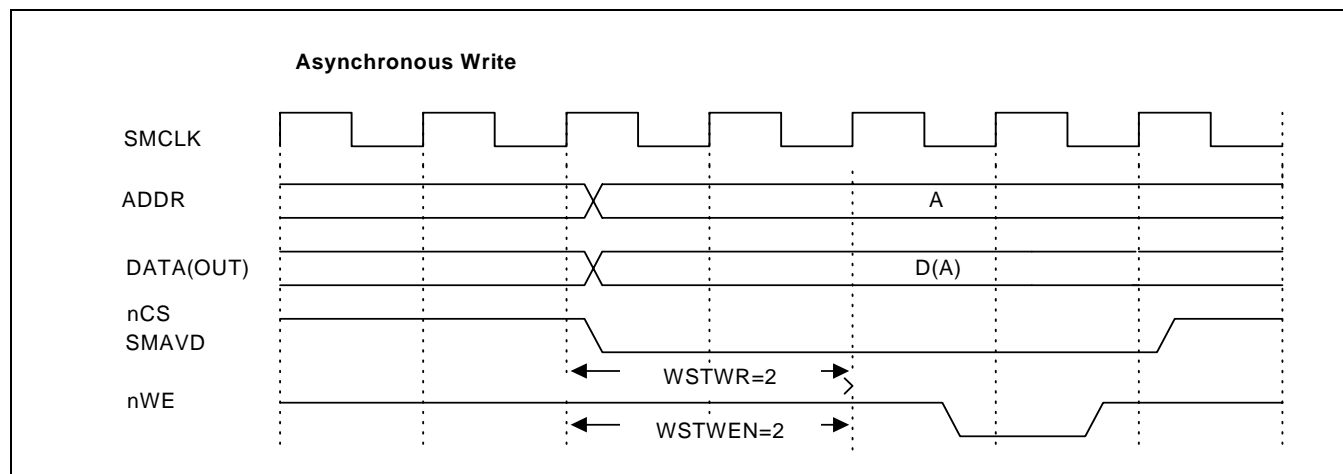 Asynchronous Write
SMCLK
ADDR
A
DATA(OUT)
D(A)
nCS
SMAVD
WSTWR=2
nWE
WSTWEN=2